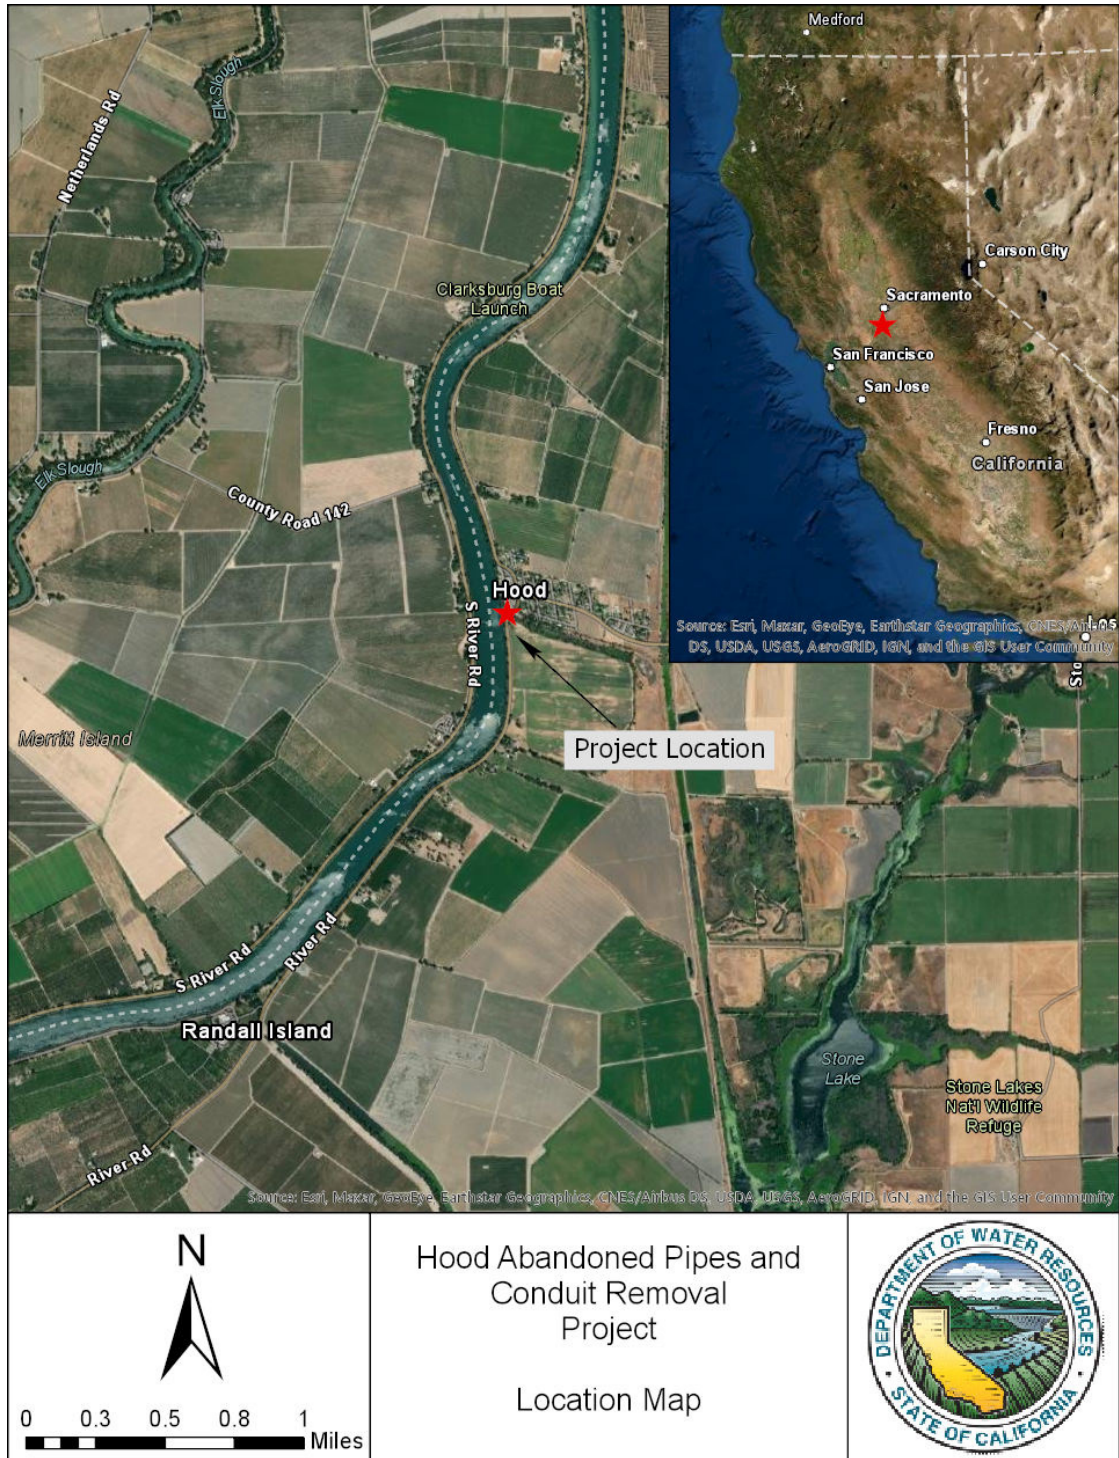 Medford
Elk Slough
Netherlands Rd
Carson City
Clarksburg Boat
Launch
Sacramento
San Francisco
San Jose
Fresno
California
Elk Slough
County Road 142
Hood
S River Rd
Los
Source: Esri, Maxar, GeoEye, Earthstar Geographics, CNES/Airbus
DS, USDA, USGS, AeroGRID, IGN, and the GIS User Community
Sto
Merritt Island
Project Location
S River Rd
River Rd
Randall Island
Stone
Lake
Stone Lakes
Nat'l Wildlife
Refuge
River Rd
Source: Esri, Maxar, GeoEye, Earthstar Geographics, CNES/Airbus DS, USDA, USGS, AeroGRID, IGN, and the GIS User Community
N
0 0.3 0.5 0.8 1
Miles
Hood Abandoned Pipes and
Conduit Removal
Project
Location Map
DEPARTMENT OF WATER RESOURCES
STATE OF CALIFORNIA